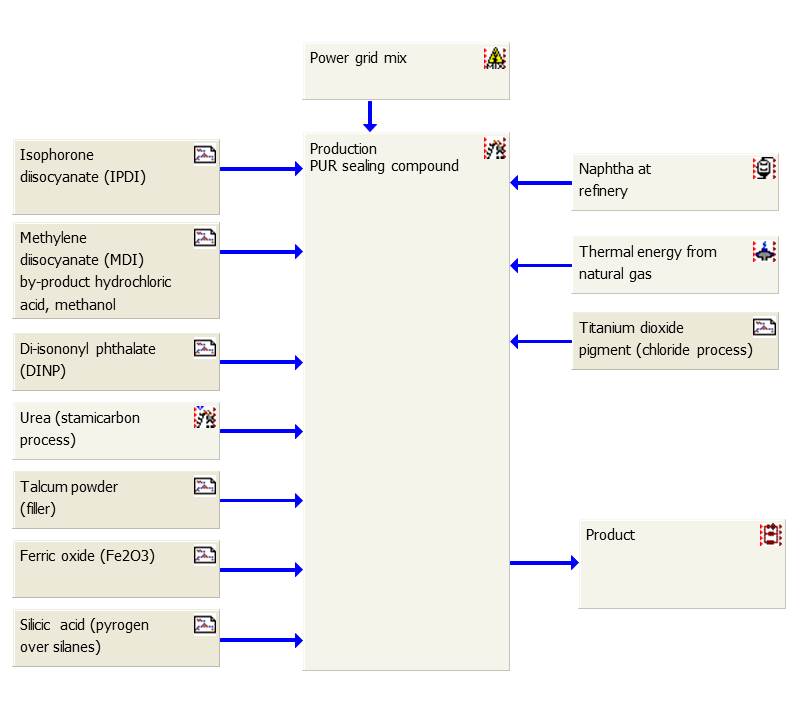 Power grid mix
Production
PUR sealing compound
Isophorone
diisocyanate (IPDI)
Methylene
diisocyanate (MDI)
by-product hydrochloric
acid, methanol
Di-isononyl phthalate
(DINP)
Urea (stamicarbon
process)
Talcum powder
(filler)
Ferric oxide (Fe2O3)
Silicic acid (pyrogen
over silanes)
Naphtha at
refinery
Thermal energy from
natural gas
Titanium dioxide
pigment (chloride process)
Product